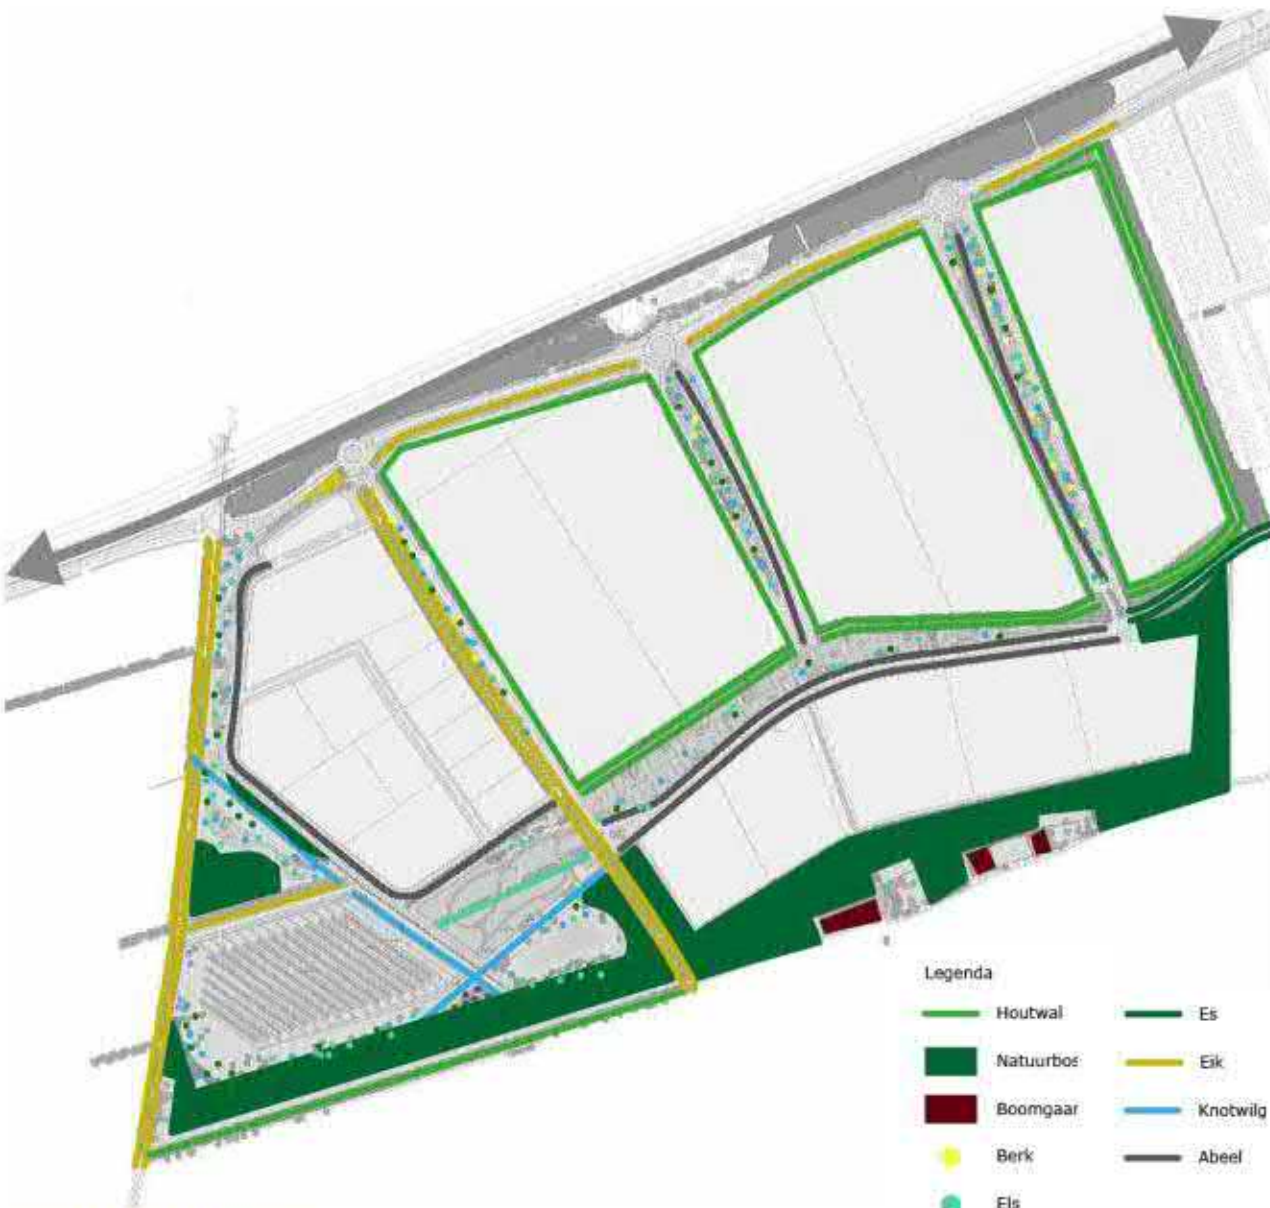 Legenda
Houtwal
Natuurbos
Boomgaar
Berk
Els
Es
Eik
Knotwilg
Abeel